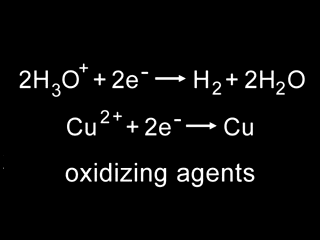 2H₃O⁺ + 2e⁻ → H₂ + 2H₂O
Cu²⁺ + 2e⁻ → Cu
oxidizing agents